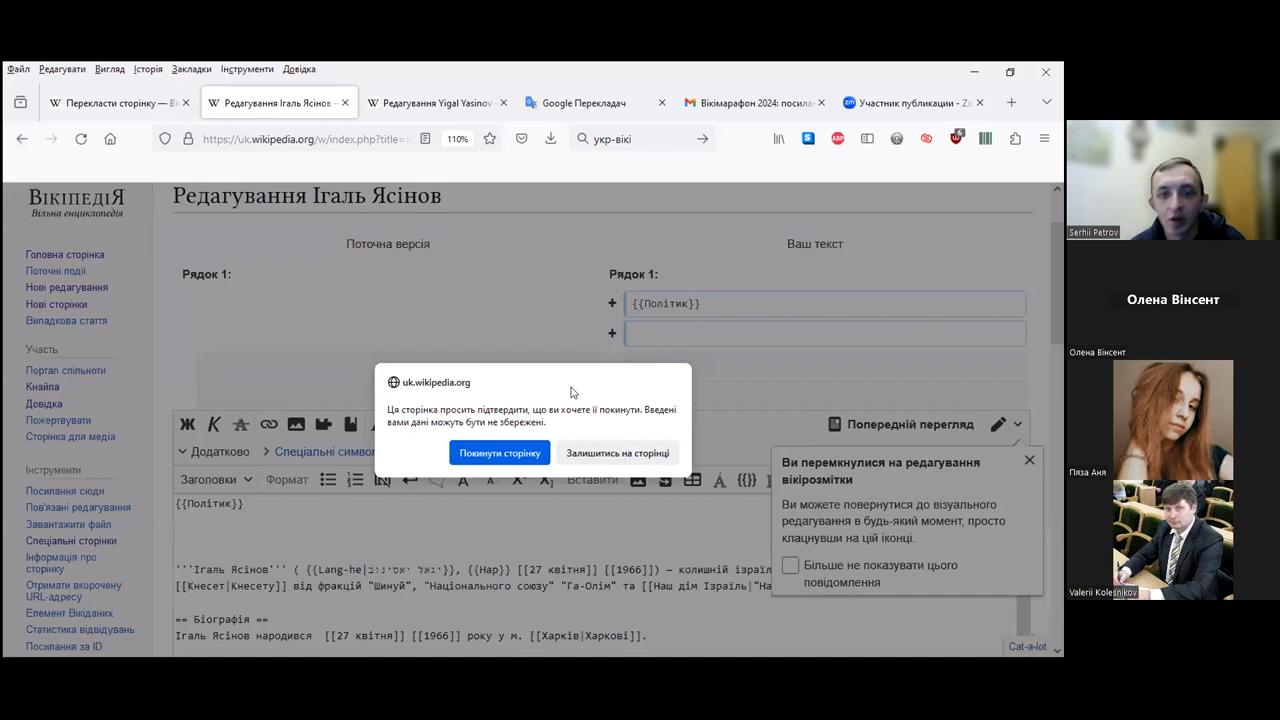 Файл Редагувати Вигляд Історія Закладки Інструменти Довідка
Перекласти сторінку — Ві
Редагування Ігаль Ясінов –
Редагування Yigal Yasinov –
Google Перекладач
Вікімарафон 2024: посила
Участник публикации - Zo
https://uk.wikipedia.org/w/index.php?title=
110%
укр-вікі
6
ВІКІПЕДІЯ
Вільна енциклопедія
Головна сторінка
Поточні події
Нові редагування
Нові сторінки
Випадкова стаття
Участь
Портал спільноти
Кнайпа
Довідка
Пожертвувати
Сторінка для медіа
Інструменти
Посилання сюди
Пов'язані редагування
Завантажити файл
Спеціальні сторінки
Інформація про
сторінку
Отримати вкорочену
URL-адресу
Елемент Вікіданих
Статистика відвідувань
Посилання за ID
Редагування Ігаль Ясінов
Поточна версія
Ваш текст
Рядок 1:
Рядок 1:
+ {{Політик}}
+
uk.wikipedia.org
Ця сторінка просить підтвердити, що ви хочете її покинути. Введені
вами дані можуть бути не збережені.
Покинути сторінку
Залишитись на сторінці
Попередній перегляд
Додатково
Спеціальні символ
Заголовки
Формат
Вставити:
Ви перемкнулися на редагування
вікірозмітки
Ви можете повернутися до візуального
редагування в будь-який момент, просто
клацнувши на цій іконці.
Більше не показувати цього
повідомлення
{{Політик}}
'''Ігаль Ясінов''' ( {{Lang-he|יגאל יאסינוב}}, {{Нар}} [[27 квітня]] [[1966]]) — колишній ізраїл
[[Кнесет|Кнесету]] від фракцій "Шинуй", "Національного союзу" "Га-Олім" та [[Наш дім Ізраїль|"На
== Біографія ==
Ігаль Ясінов народився [[27 квітня]] [[1966]] року у м. [[Харків|Харкові]].
Cat-a-lot
Serhii Petrov
Олена Вінсент
Олена Вінсент
Пяза Аня
Valerii Kolesnikov